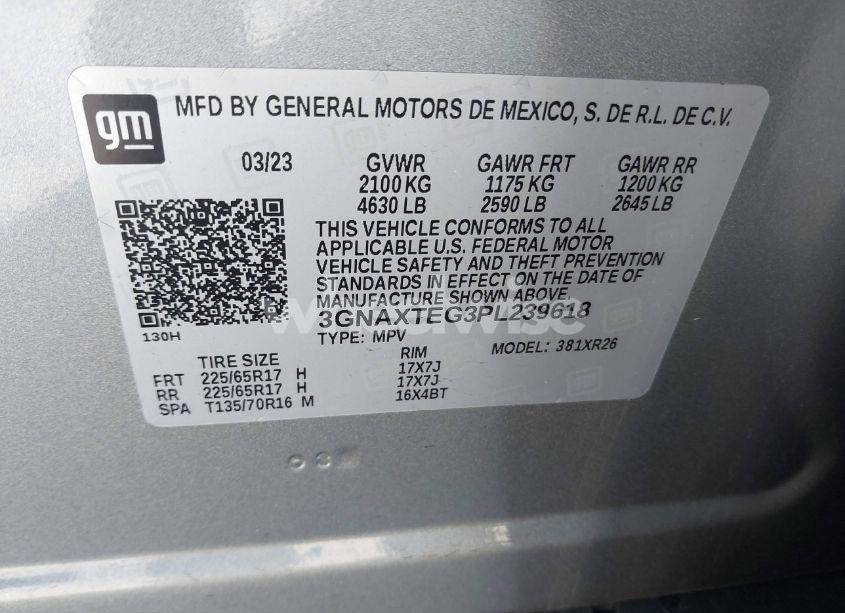 gm
MFD BY GENERAL MOTORS DE MEXICO, S. DE R.L. DE C.V.
03/23 GVWR GAWR FRT GAWR RR
2100 KG 1175 KG 1200 KG
4630 LB 2590 LB 2645 LB
THIS VEHICLE CONFORMS TO ALL
APPLICABLE U.S. FEDERAL MOTOR
VEHICLE SAFETY AND THEFT PREVENTION
STANDARDS IN EFFECT ON THE DATE OF
MANUFACTURE SHOWN ABOVE.
3GNAXTEG3PL239618
130H
TYPE: MPV MODEL: 381XR26
TIRE SIZE RIM
FRT 225/65R17 H 17X7J
RR 225/65R17 H 17X7J
SPA T135/70R16 M 16X4BT